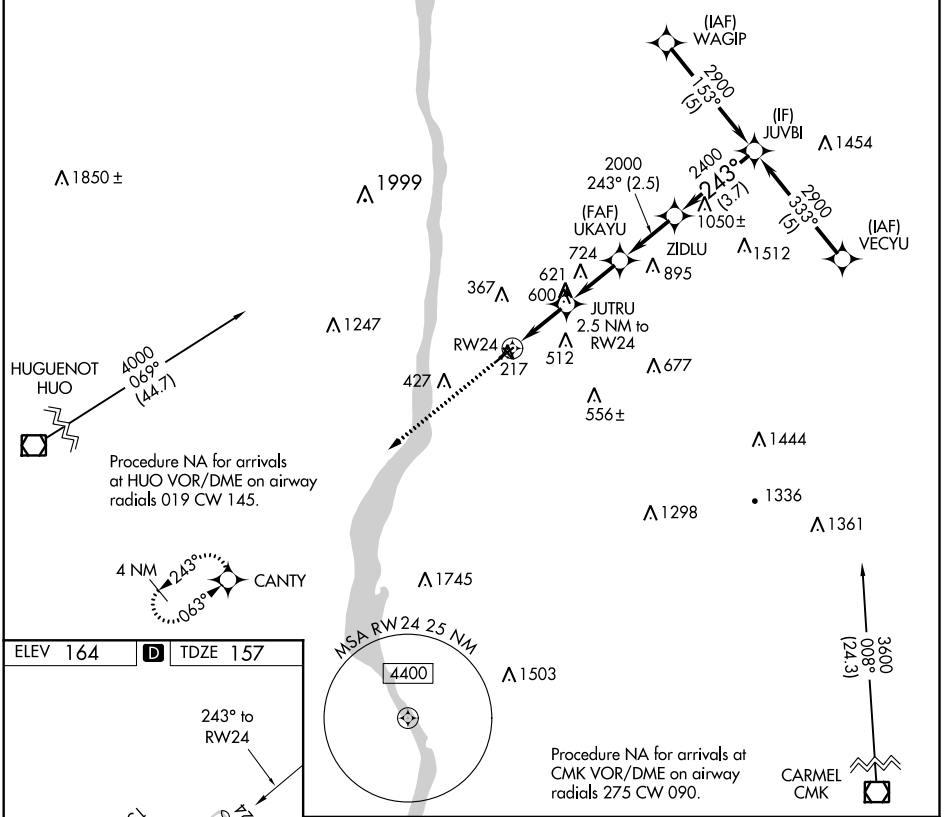 (IAF)
WAGIP
2900
153°
(5)
(IF)
JUVBI
1454
1850 ±
1999
2000
243° (2.5)
2400
243°
(3.7)
1050±
2900
333°
(5)
(IAF)
VECYU
(FAF)
UKAYU
ZIDLU
1512
724
895
621
600
367
JUTRU
2.5 NM to
RW24
1247
RW24
512
217
677
427
556±
4000
069°
(44.7)
HUGUENOT
HUO
1444
Procedure NA for arrivals
at HUO VOR/DME on airway
radials 019 CW 145.
1336
1298
1361
4 NM
243°
063°
CANTY
1745
MSA RW24 25 NM
4400
1503
3600
008°
(24.3)
ELEV 164
D
TDZE 157
243° to
RW24
Procedure NA for arrivals at
CMK VOR/DME on airway
radials 275 CW 090.
CARMEL
CMK